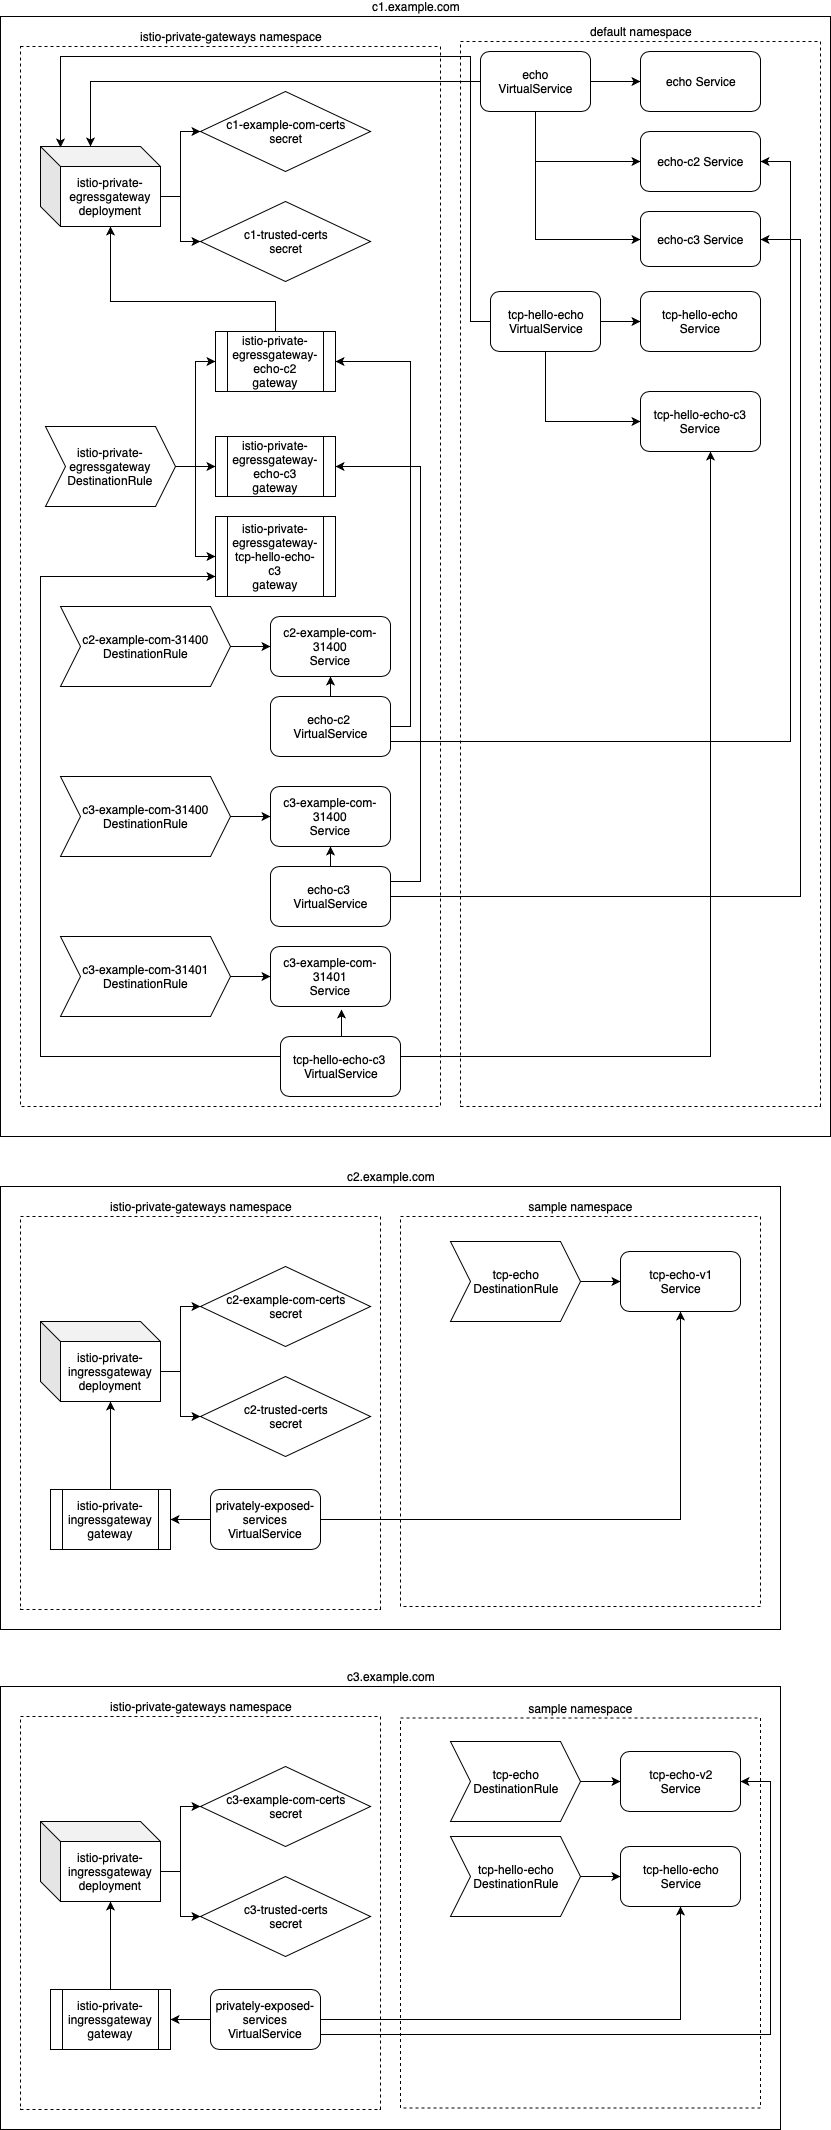 c1.example.com
istio-private-gateways namespace
default namespace
echo
VirtualService
echo Service
c1-example-com-certs
secret
echo-c2 Service
istio-private-
egressgateway
deployment
c1-trusted-certs
secret
echo-c3 Service
tcp-hello-echo
VirtualService
tcp-hello-echo
Service
istio-private-
egressgateway-
echo-c2
gateway
tcp-hello-echo-c3
Service
istio-private-
egressgateway
DestinationRule
istio-private-
egressgateway-
echo-c3
gateway
istio-private-
egressgateway-
tcp-hello-echo-
c3
gateway
c2-example-com-31400
DestinationRule
c2-example-com-
31400
Service
echo-c2
VirtualService
c3-example-com-31400
DestinationRule
c3-example-com-
31400
Service
echo-c3
VirtualService
c3-example-com-31401
DestinationRule
c3-example-com-
31401
Service
tcp-hello-echo-c3
VirtualService
c2.example.com
istio-private-gateways namespace
sample namespace
tcp-echo
DestinationRule
tcp-echo-v1
Service
c2-example-com-certs
secret
istio-private-
ingressgateway
deployment
c2-trusted-certs
secret
istio-private-
ingressgateway
gateway
privately-exposed-
services
VirtualService
c3.example.com
istio-private-gateways namespace
sample namespace
tcp-echo
DestinationRule
tcp-echo-v2
Service
c3-example-com-certs
secret
istio-private-
ingressgateway
deployment
tcp-hello-echo
DestinationRule
tcp-hello-echo
Service
c3-trusted-certs
secret
istio-private-
ingressgateway
gateway
privately-exposed-
services
VirtualService